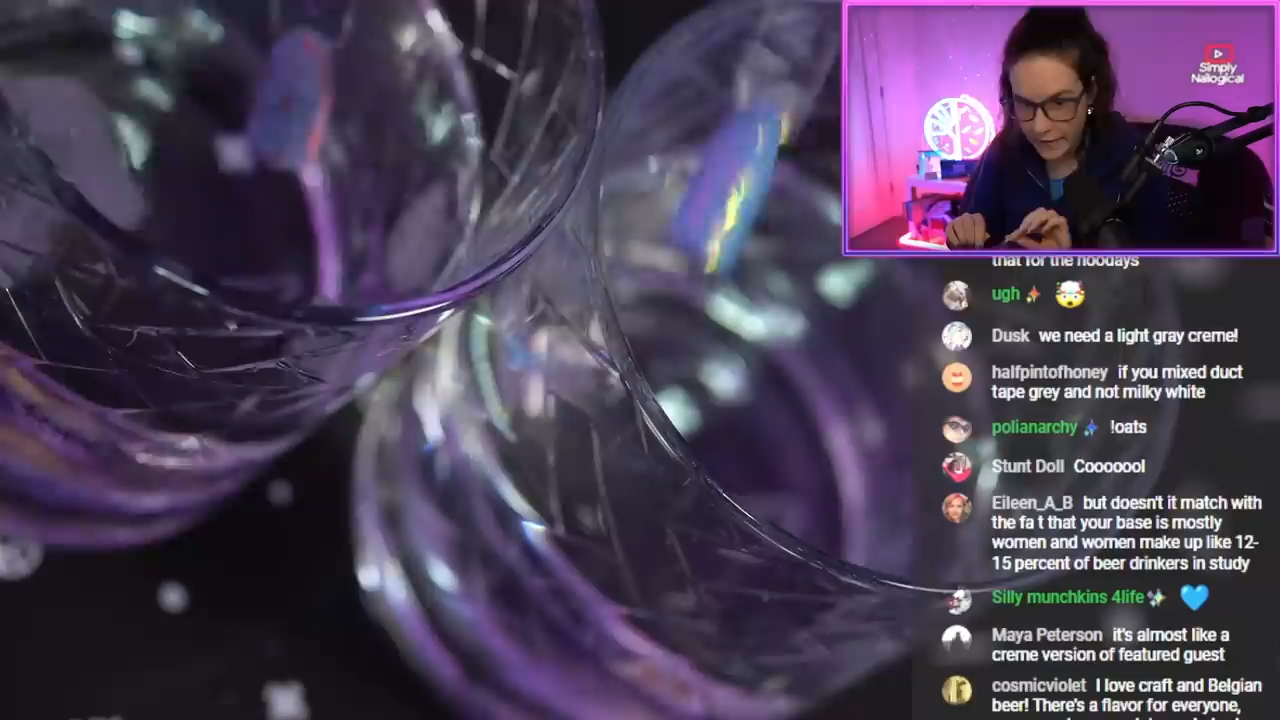 Simply
Nailogical
that for the noodays
ugh
Dusk we need a light gray creme!
halfpintofhoney if you mixed duct
tape grey and not milky white
polianarchy !oats
Stunt Doll Cooooool
Eileen_A_B but doesn't it match with
the fa t that your base is mostly
women and women make up like 12-
15 percent of beer drinkers in study
Silly munchkins 4life
Maya Peterson it's almost like a
creme version of featured guest
cosmicviolet I love craft and Belgian
beer! There's a flavor for everyone,